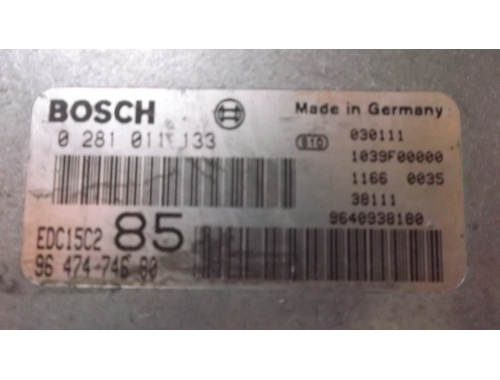 BOSCH
Made in Germany
0 281 011 133
810
030111
1039F00000
1166 0035
38111
9640938180
EDC15C2 85
96 474-746 80